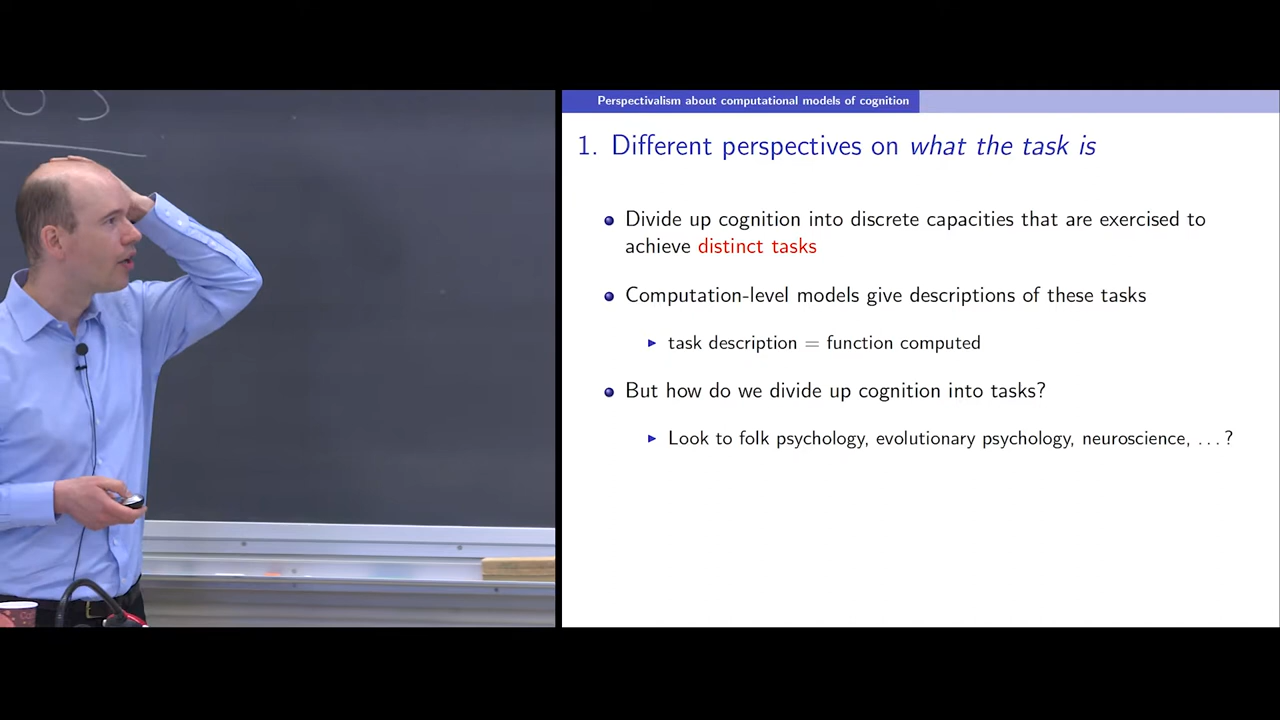 Perspectivalism about computational models of cognition
1. Different perspectives on what the task is
Divide up cognition into discrete capacities that are exercised to
achieve distinct tasks
Computation-level models give descriptions of these tasks
task description = function computed
But how do we divide up cognition into tasks?
Look to folk psychology, evolutionary psychology, neuroscience, ...?